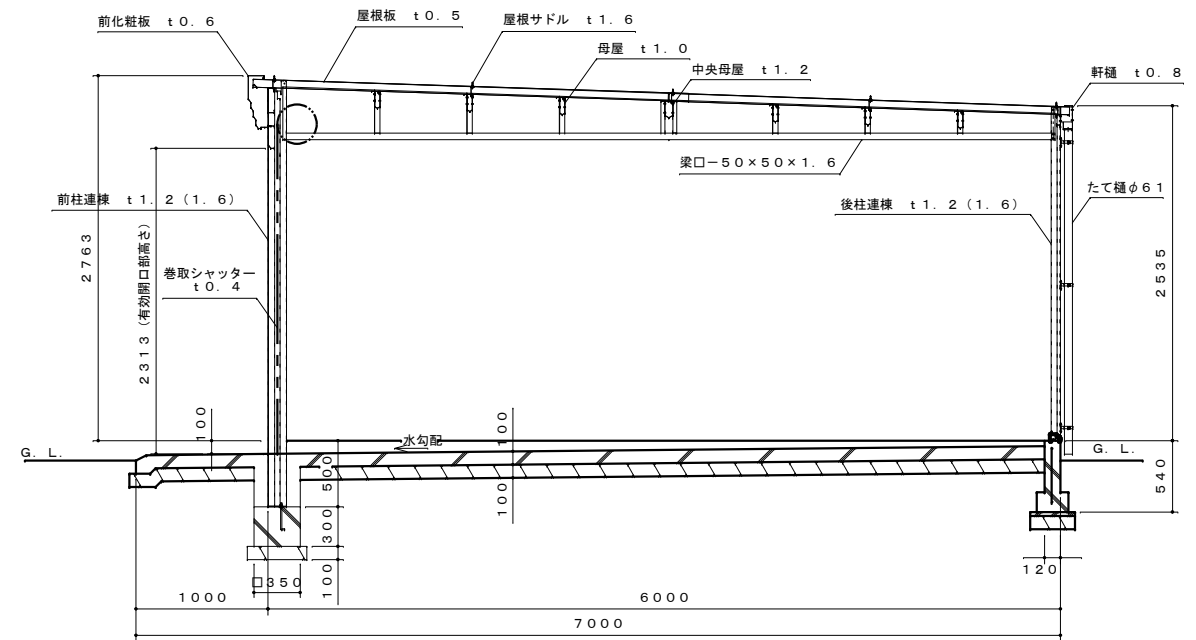 前化粧板　ｔ０．６
屋根板　ｔ０．５
屋根サドル　ｔ１．６
母屋　ｔ１．０
中央母屋　ｔ１．２
軒樋　ｔ０．８
梁口－５０×５０×１．６
前柱連棟　ｔ１．２（１．６）
後柱連棟　ｔ１．２（１．６）
たて樋φ６１
巻取シャッター
ｔ０．４
２７６３
２３１３（有効開口部高さ）
２５３５
１００
水勾配
１００
Ｇ．Ｌ．
Ｇ．Ｌ．
５００
１００
５４０
３００
１００
□３５０
１２０
１０００
６０００
７０００